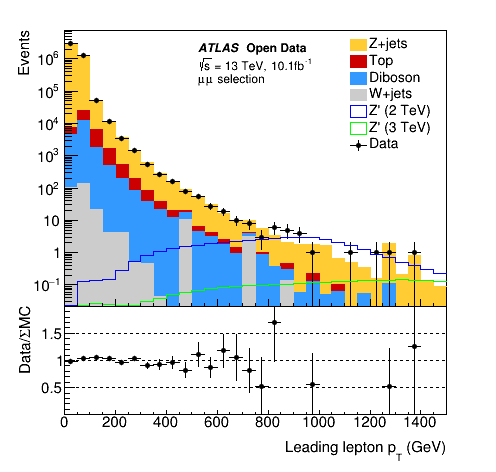 Events
10⁶
10⁵
10⁴
10³
10²
10
1
10⁻¹
ATLAS Open Data
√s = 13 TeV, 10.1fb⁻¹
μμ selection
Z+jets
Top
Diboson
W+jets
Z' (2 TeV)
Z' (3 TeV)
Data
Data/ΣMC
1.5
1
0.5
0 200 400 600 800 1000 1200 1400
Leading lepton p_T (GeV)